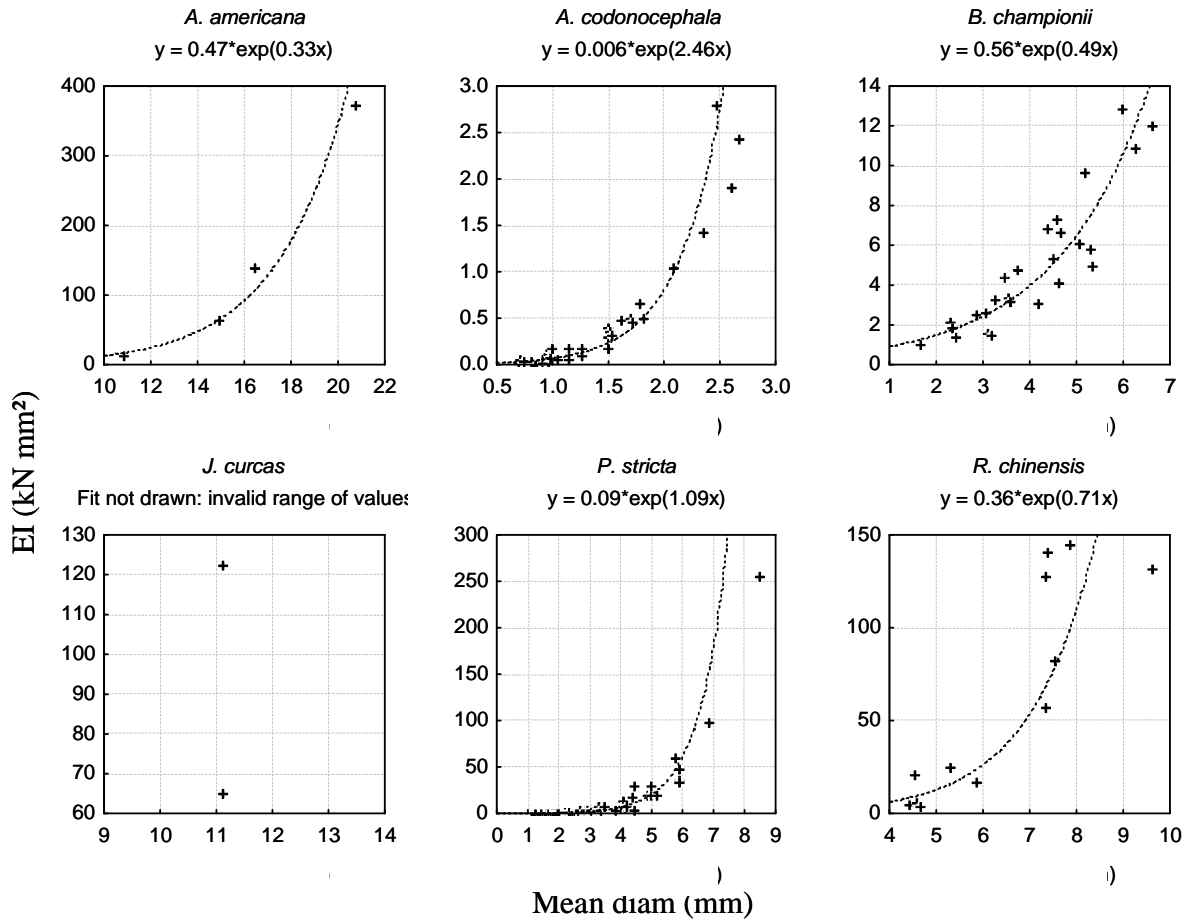 A. americana
y = 0.47*exp(0.33x)
400
300
200
100
0
10 12 14 16 18 20 22
A. codonocephala
y = 0.006*exp(2.46x)
3.0
2.5
2.0
1.5
1.0
0.5
0.0
0.5 1.0 1.5 2.0 2.5 3.0
)
B. championii
y = 0.56*exp(0.49x)
14
12
10
8
6
4
2
0
1 2 3 4 5 6 7
)
EI (kN mm²)
J. curcas
Fit not drawn: invalid range of values
130
120
110
100
90
80
70
60
9 10 11 12 13 14
P. stricta
y = 0.09*exp(1.09x)
300
250
200
150
100
50
0
0 1 2 3 4 5 6 7 8 9
)
R. chinensis
y = 0.36*exp(0.71x)
150
100
50
0
4 5 6 7 8 9 10
)
Mean diam (mm)